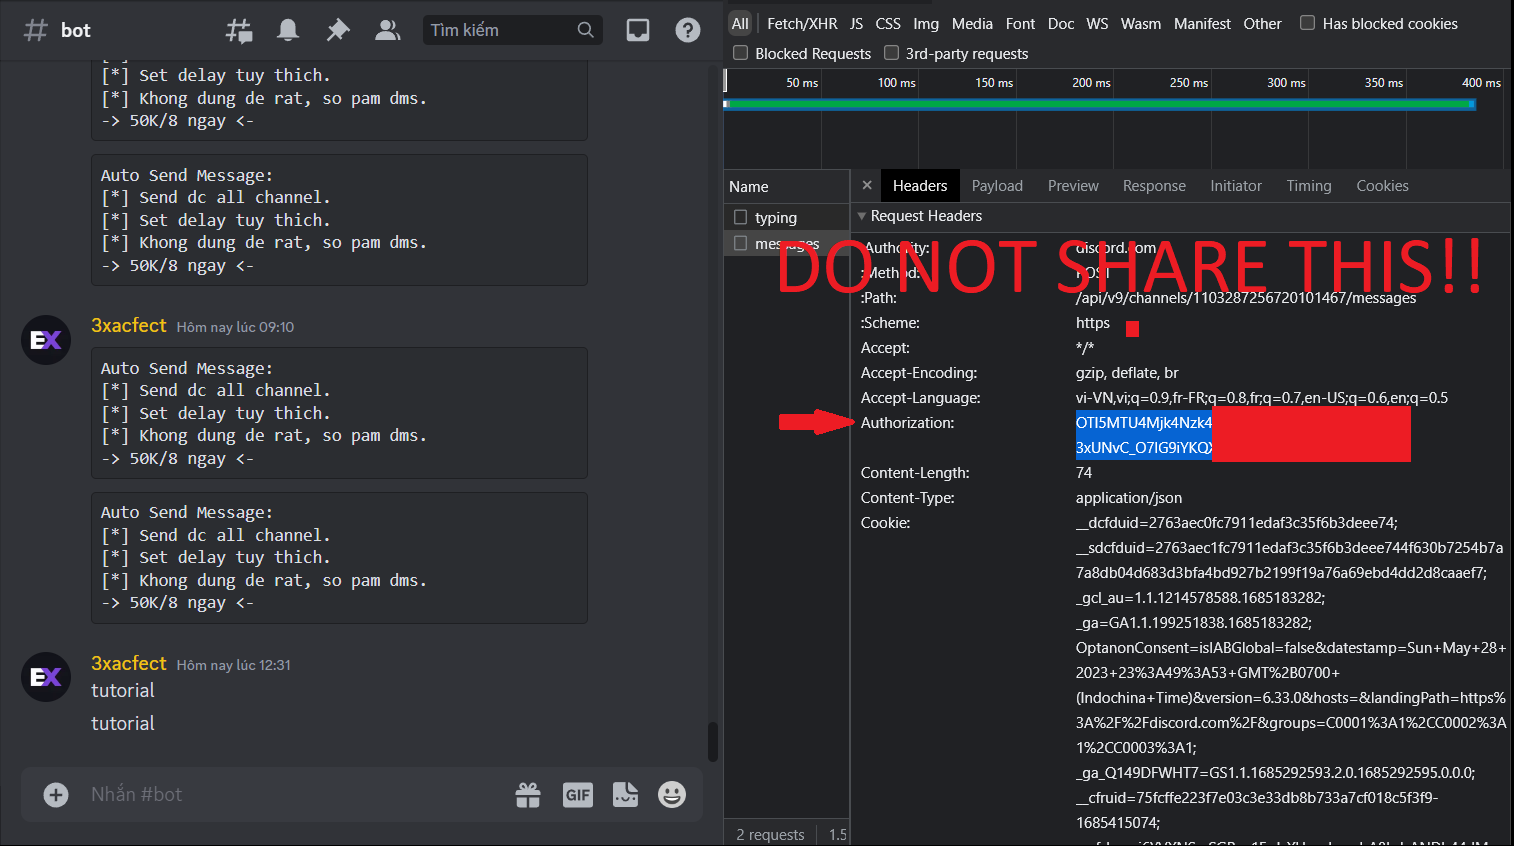 # bot
Tìm kiếm
[*] Set delay tuy thich.
[*] Khong dung de rat, so pam dms.
-> 50K/8 ngay <-
Auto Send Message:
[*] Send dc all channel.
[*] Set delay tuy thich.
[*] Khong dung de rat, so pam dms.
-> 50K/8 ngay <-
EX
3xacfect Hôm nay lúc 09:10
Auto Send Message:
[*] Send dc all channel.
[*] Set delay tuy thich.
[*] Khong dung de rat, so pam dms.
-> 50K/8 ngay <-
Auto Send Message:
[*] Send dc all channel.
[*] Set delay tuy thich.
[*] Khong dung de rat, so pam dms.
-> 50K/8 ngay <-
EX
3xacfect Hôm nay lúc 12:31
tutorial
tutorial
Nhắn #bot
GIF
All Fetch/XHR JS CSS Img Media Font Doc WS Wasm Manifest Other Has blocked cookies
Blocked Requests 3rd-party requests
50 ms 100 ms 150 ms 200 ms 250 ms 300 ms 350 ms 400 ms
Name
typing
messages
2 requests 1.5
× Headers Payload Preview Response Initiator Timing Cookies
Request Headers
DO NOT SHARE THIS!!
:Authority: discord.com
:Method: POST
:Path: /api/v9/channels/1103287256720101467/messages
:Scheme: https
Accept: */*
Accept-Encoding: gzip, deflate, br
Accept-Language: vi-VN,vi;q=0.9,fr-FR;q=0.8,fr;q=0.7,en-US;q=0.6,en;q=0.5
Authorization: OTI5MTU4Mjk4Nzk4
3xUNvC_O7IG9iYKQX
Content-Length: 74
Content-Type: application/json
Cookie: __dcfduid=2763aec0fc7911edaf3c35f6b3deee74;
__sdcfduid=2763aec1fc7911edaf3c35f6b3deee744f630b7254b7a
7a8db04d683d3bfa4bd927b2199f19a76a69ebd4dd2d8caaef7;
_gcl_au=1.1.1214578588.1685183282;
_ga=GA1.1.199251838.1685183282;
OptanonConsent=isIABGlobal=false&datestamp=Sun+May+28+
2023+23%3A49%3A53+GMT%2B0700+
(Indochina+Time)&version=6.33.0&hosts=&landingPath=https%
3A%2F%2Fdiscord.com%2F&groups=C0001%3A1%2CC0002%3A
1%2CC0003%3A1;
_ga_Q149DFWHT7=GS1.1.1685292593.2.0.1685292595.0.0.0;
__cfruid=75fcffe223f7e03c3e33db8b733a7cf018c5f3f9-
1685415074;